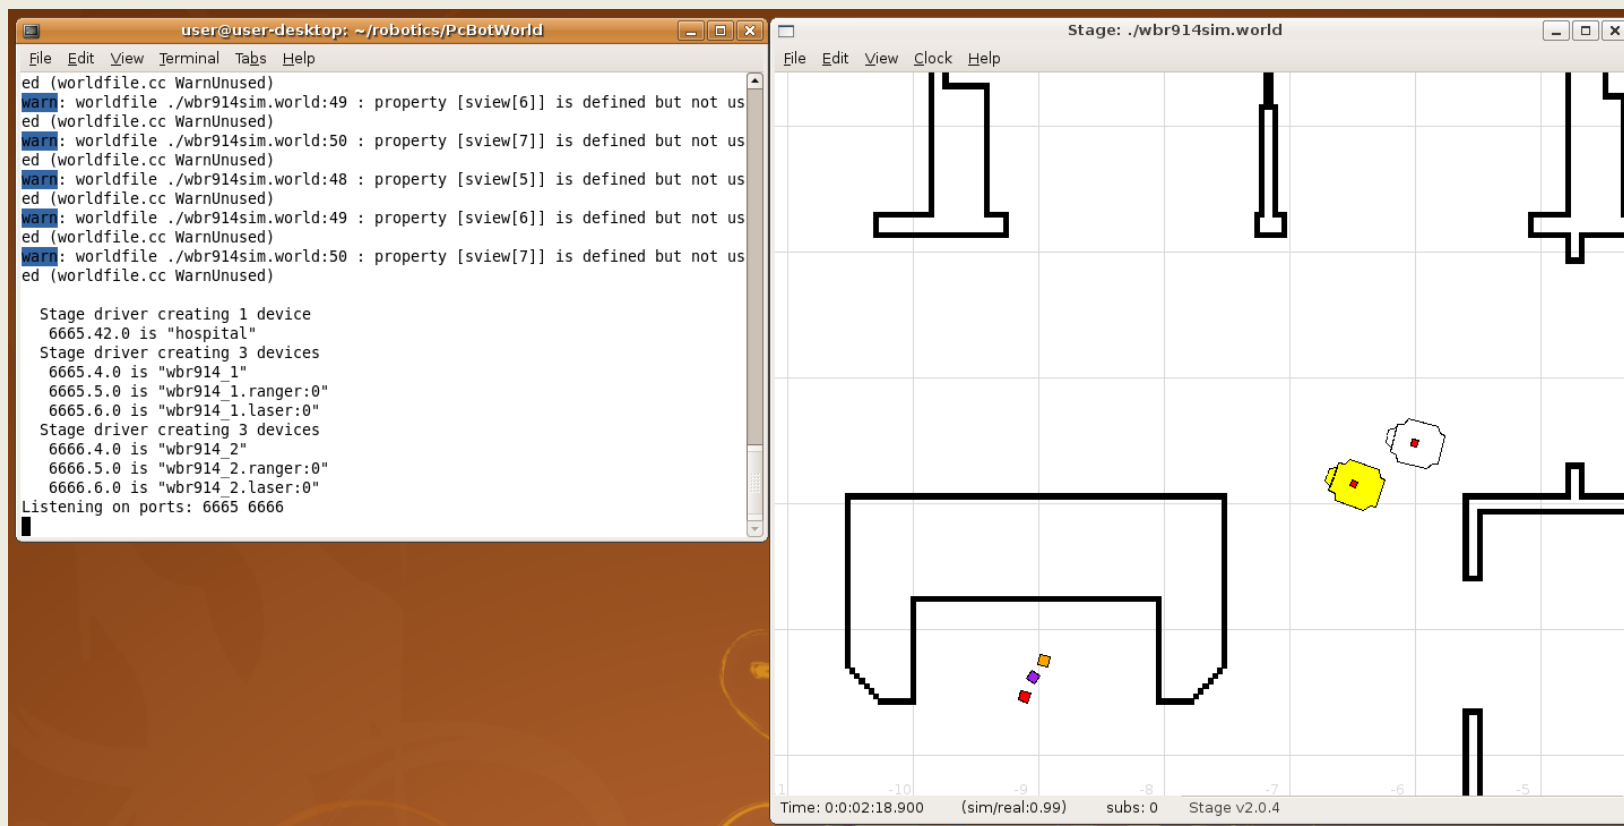 user@user-desktop: ~/robotics/PcBotWorld
File Edit View Terminal Tabs Help
ed (worldfile.cc WarnUnused)
warn: worldfile ./wbr914sim.world:49 : property [sview[6]] is defined but not us
ed (worldfile.cc WarnUnused)
warn: worldfile ./wbr914sim.world:50 : property [sview[7]] is defined but not us
ed (worldfile.cc WarnUnused)
warn: worldfile ./wbr914sim.world:48 : property [sview[5]] is defined but not us
ed (worldfile.cc WarnUnused)
warn: worldfile ./wbr914sim.world:49 : property [sview[6]] is defined but not us
ed (worldfile.cc WarnUnused)
warn: worldfile ./wbr914sim.world:50 : property [sview[7]] is defined but not us
ed (worldfile.cc WarnUnused)
Stage driver creating 1 device
6665.42.0 is "hospital"
Stage driver creating 3 devices
6665.4.0 is "wbr914_1"
6665.5.0 is "wbr914_1.ranger:0"
6665.6.0 is "wbr914_1.laser:0"
Stage driver creating 3 devices
6666.4.0 is "wbr914_2"
6666.5.0 is "wbr914_2.ranger:0"
6666.6.0 is "wbr914_2.laser:0"
Listening on ports: 6665 6666
Stage: ./wbr914sim.world
File Edit View Clock Help
-10 -9 -8 -7 -6 -5
Time: 0:0:02:18.900 (sim/real:0.99) subs: 0 Stage v2.0.4